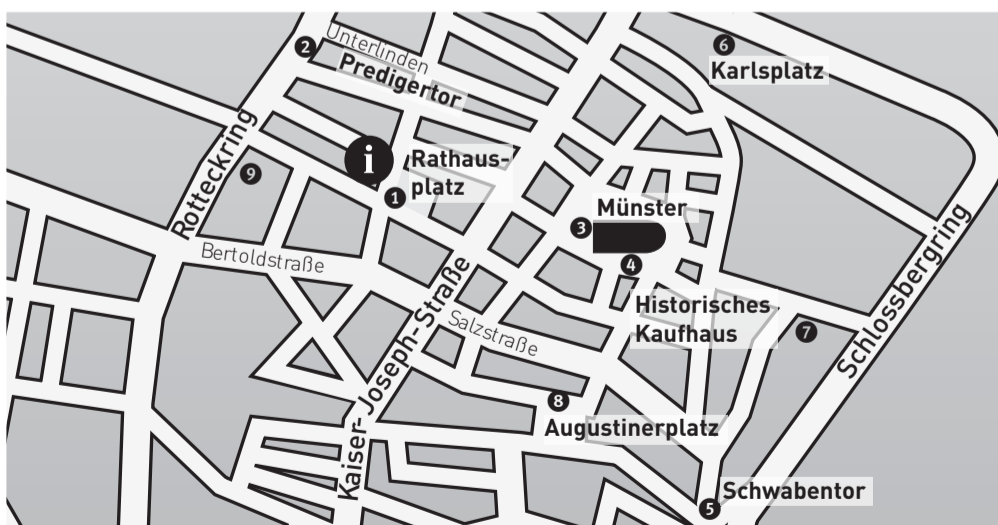 2
Unterlinden
Predigertor
6
Karlsplatz
i
Rathaus-
platz
1
9
Rotteckring
Münster
3
4
Bertoldstraße
Historisches
Kaufhaus
7
Schlossbergring
Kaiser-Joseph-Straße
Salzstraße
8
Augustinerplatz
Schwabentor
5